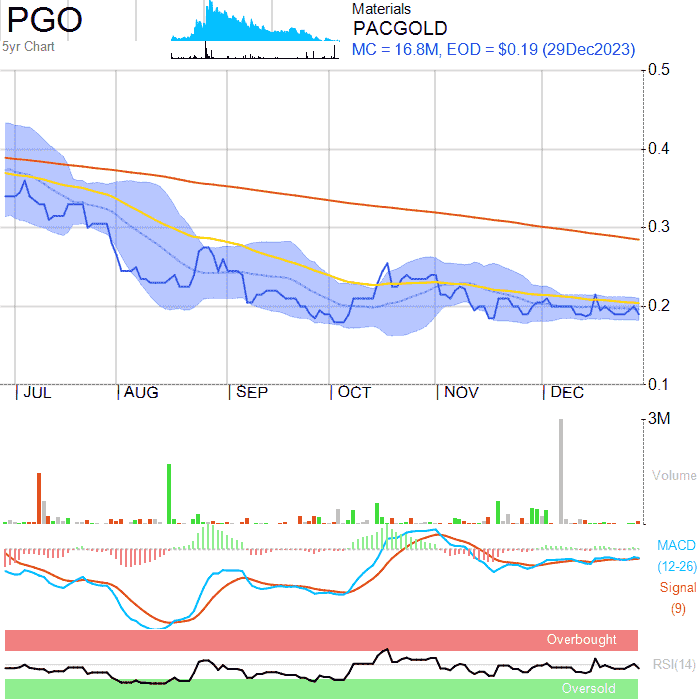 PGO
5yr Chart
Materials
PACGOLD
MC = 16.8M, EOD = $0.19 (29Dec2023)
0.5
0.4
0.3
0.2
0.1
JUL AUG SEP OCT NOV DEC
3M
Volume
MACD
(12-26)
Signal
(9)
Overbought
RSI(14)
Oversold